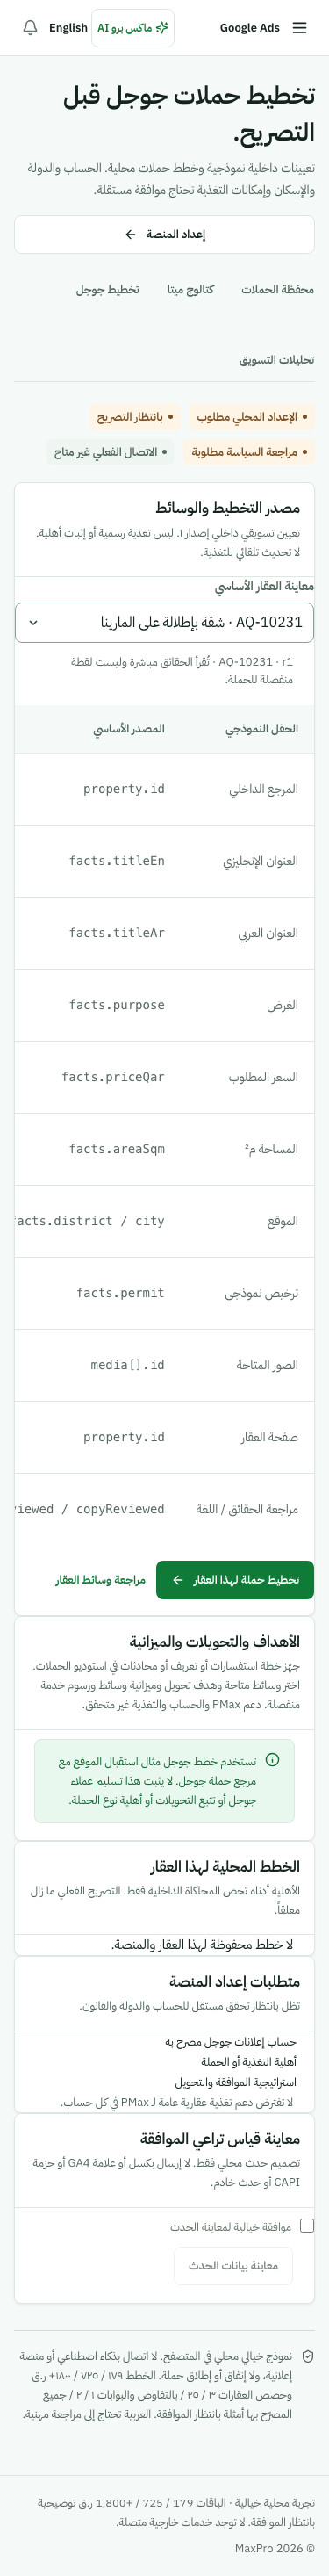 Google Ads
ماكس برو AI
English
تخطيط حملات جوجل قبل
التصريح.
تعيينات داخلية نموذجية وخطط حملات محلية. الحساب والدولة
والإسكان وإمكانات التغذية تحتاج موافقة مستقلة.
إعداد المنصة
محفظة الحملات
كتالوج ميتا
تخطيط جوجل
تحليلات التسويق
الإعداد المحلي مطلوب
بانتظار التصريح
مراجعة السياسة مطلوبة
الاتصال الفعلي غير متاح
مصدر التخطيط والوسائط
تعيين تسويقي داخلي إصدار ١. ليس تغذية رسمية أو إثبات أهلية.
لا تحديث تلقائي للتغذية.
معاينة العقار الأساسي
AQ-10231 · شقة بإطلالة على المارينا
AQ-10231 · r1 · تُقرأ الحقائق مباشرة وليست لقطة
منفصلة للحملة.
الحقل النموذجي
المصدر الأساسي
المرجع الداخلي
property.id
العنوان الإنجليزي
facts.titleEn
العنوان العربي
facts.titleAr
الغرض
facts.purpose
السعر المطلوب
facts.priceQar
المساحة م²
facts.areaSqm
الموقع
facts.district / city
ترخيص نموذجي
facts.permit
الصور المتاحة
media[].id
صفحة العقار
property.id
مراجعة الحقائق / اللغة
viewed / copyReviewed
تخطيط حملة لهذا العقار
مراجعة وسائط العقار
الأهداف والتحويلات والميزانية
جهّز خطة استفسارات أو تعريف أو محادثات في استوديو الحملات.
اختر وسائط متاحة وهدف تحويل وميزانية وسائط ورسوم خدمة
منفصلة. دعم PMax والحساب والتغذية غير متحقق.
تستخدم خطط جوجل مثال استقبال الموقع مع
مرجع حملة جوجل. لا يثبت هذا تسليم عملاء
جوجل أو تتبع التحويلات أو أهلية نوع الحملة.
الخطط المحلية لهذا العقار
الأهلية أدناه تخص المحاكاة الداخلية فقط. التصريح الفعلي ما زال
معلقاً.
لا خطط محفوظة لهذا العقار والمنصة.
متطلبات إعداد المنصة
تظل بانتظار تحقق مستقل للحساب والدولة والقانون.
حساب إعلانات جوجل مصرح به
أهلية التغذية أو الحملة
استراتيجية الموافقة والتحويل
لا تفترض دعم تغذية عقارية عامة لـ PMax في كل حساب.
معاينة قياس تراعي الموافقة
تصميم حدث محلي فقط. لا إرسال بكسل أو علامة GA4 أو حزمة
CAPI أو حدث خادم.
موافقة خيالية لمعاينة الحدث
معاينة بيانات الحدث
نموذج خيالي محلي في المتصفح. لا اتصال بذكاء اصطناعي أو منصة
إعلانية، ولا إنفاق أو إطلاق حملة. الخطط ١٧٩ / ٧٢٥ / ١٨٠٠+ ر.ق
وحصص العقارات ٣ / ٢٥ / بالتفاوض والبوابات ١ / ٢ / جميع
المصرّح بها أمثلة بانتظار الموافقة. العربية تحتاج إلى مراجعة مهنية.
تجربة محلية خيالية · الباقات 179 / 725 / +1,800 ر.ق توضيحية
بانتظار الموافقة. لا توجد خدمات خارجية متصلة.
© 2026 MaxPro